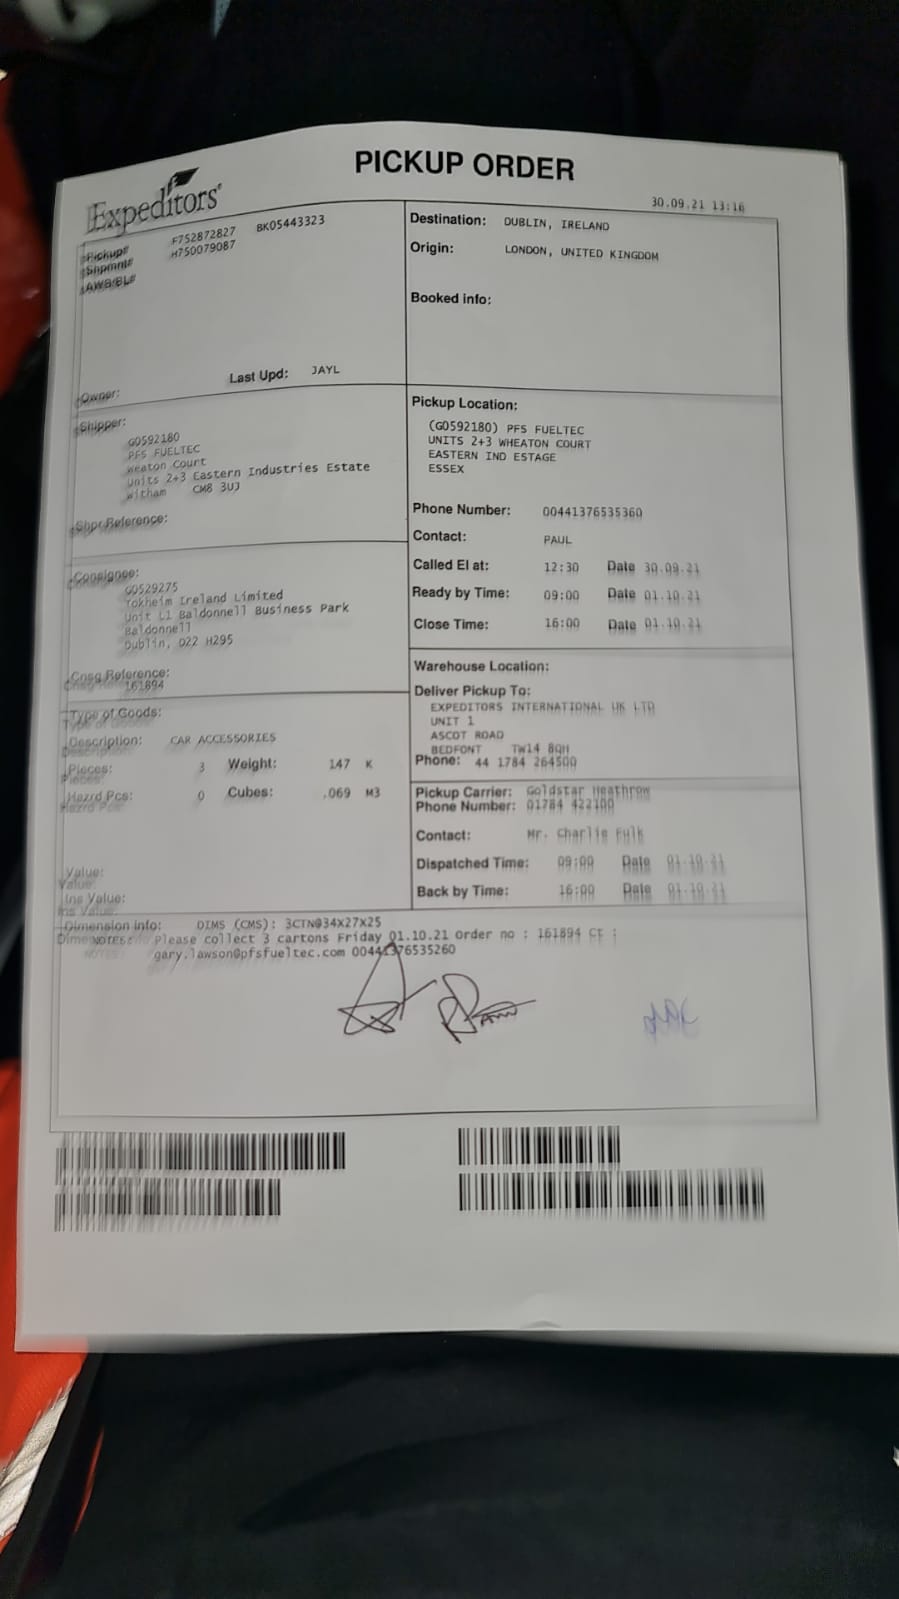 PICKUP ORDER
Expeditors
30.09.21 13:16
Pickup# F752872827 BK05443323
Shpmnt# H750079087
AWB/BL#
Last Upd: JAYL
Owner:
Destination: DUBLIN, IRELAND
Origin: LONDON, UNITED KINGDOM
Booked info:
Shipper:
G0592180
PFS FUELTEC
Weaton Court
Units 2+3 Eastern Industries Estate
Witham CM8 3UJ
Shpr Reference:
Pickup Location:
(G0592180) PFS FUELTEC
UNITS 2+3 WHEATON COURT
EASTERN IND ESTAGE
ESSEX
Phone Number: 00441376535360
Contact: PAUL
Called EI at: 12:30 Date 30.09.21
Ready by Time: 09:00 Date 01.10.21
Close Time: 16:00 Date 01.10.21
Consignee:
G0529275
Tokheim Ireland Limited
Unit L1 Baldonnell Business Park
Baldonnell
Dublin, D22 H295
Cnsg Reference:
161894
Warehouse Location:
Deliver Pickup To:
EXPEDITORS INTERNATIONAL UK LTD
UNIT 1
ASCOT ROAD
BEDFONT TW14 8QH
Phone: 44 1784 264500
Type of Goods:
Description: CAR ACCESSORIES
Pieces: 3 Weight: 147 K
Hazrd Pcs: 0 Cubes: .069 M3
Value:
Ins Value:
Pickup Carrier: Goldstar Heathrow
Phone Number: 01784 422100
Contact: Mr. Charlie Fulk
Dispatched Time: 09:00 Date 01.10.21
Back by Time: 16:00 Date 01.10.21
Dimension info: DIMS (CMS): 3CTN@34X27X25
NOTES: Please collect 3 cartons Friday 01.10.21 Order no : 161894 Ct :
gary.lawson@pfsfueltec.com 00441376535260